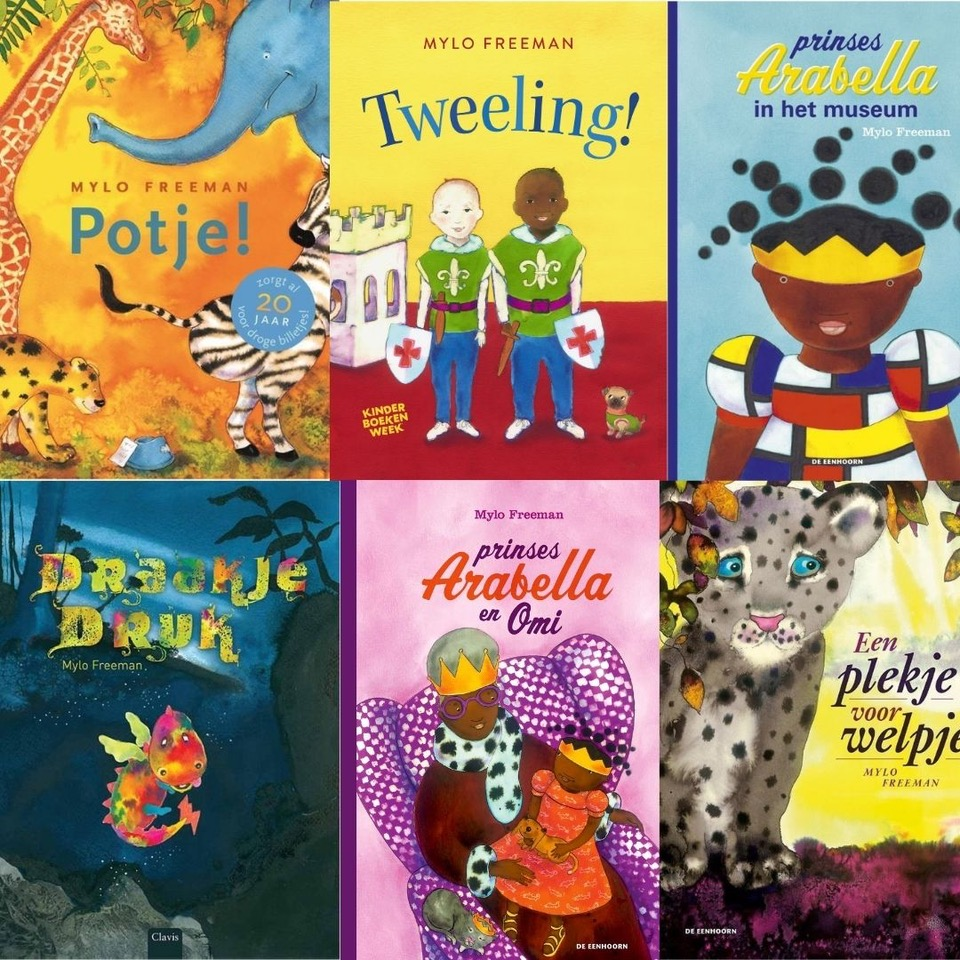 MYLO FREEMAN
Potje!
zorgt al
20
JAAR
voor droge billetjes!
MYLO FREEMAN
Tweeling!
KINDER
BOEKEN
WEEK
prinses
Arabella
in het museum
Mylo Freeman
DE EENHOORN
DRAAKJE
DRUK
Mylo Freeman
Clavis
Mylo Freeman
prinses
Arabella
en Omi
DE EENHOORN
Een
plekje
voor
welpje
MYLO
FREEMAN
DE EENHOORN